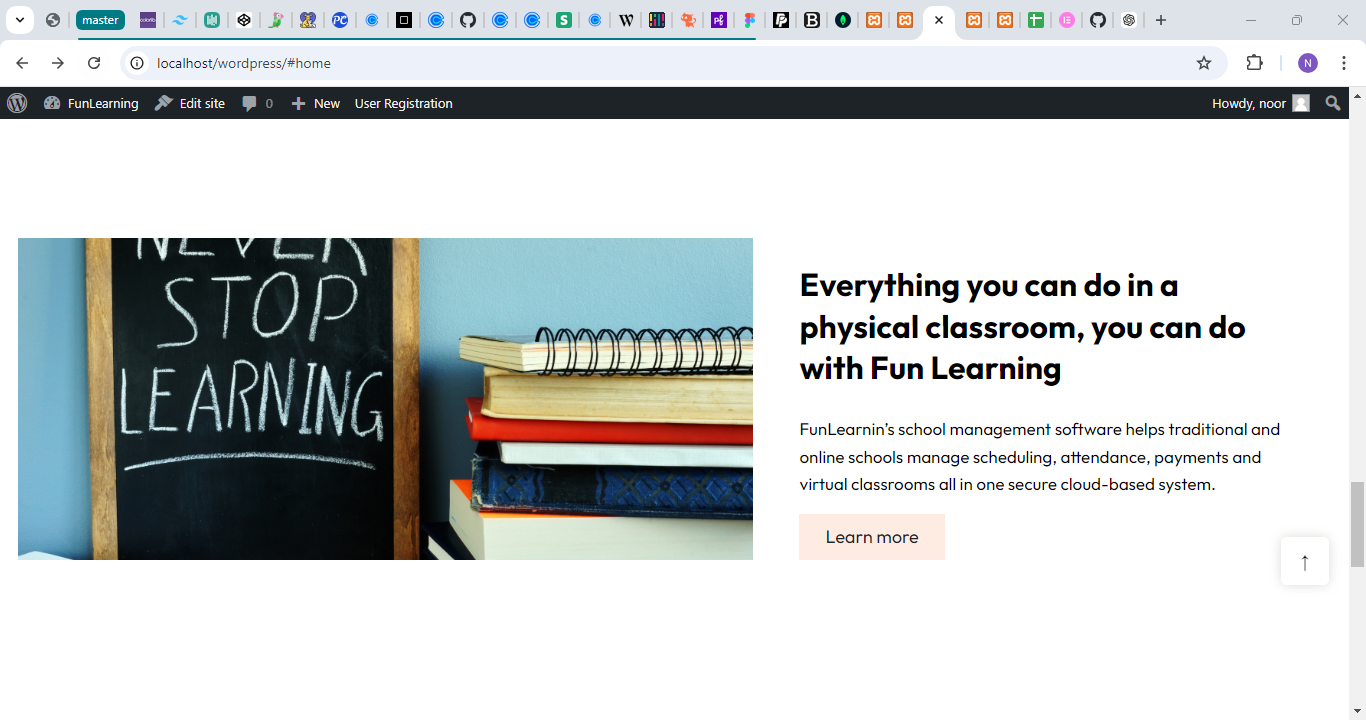 master
localhost/wordpress/#home
N
FunLearning
Edit site
0
New
User Registration
Howdy, noor
NEVER
STOP
LEARNING
Everything you can do in a
physical classroom, you can do
with Fun Learning
FunLearnin’s school management software helps traditional and
online schools manage scheduling, attendance, payments and
virtual classrooms all in one secure cloud-based system.
Learn more
↑